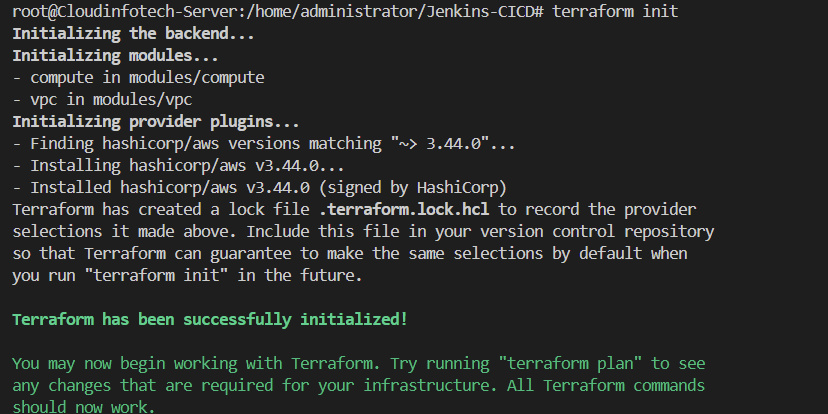 root@Cloudinfotech-Server:/home/administrator/Jenkins-CICD# terraform init
Initializing the backend...
Initializing modules...
- compute in modules/compute
- vpc in modules/vpc
Initializing provider plugins...
- Finding hashicorp/aws versions matching "~> 3.44.0"...
- Installing hashicorp/aws v3.44.0...
- Installed hashicorp/aws v3.44.0 (signed by HashiCorp)
Terraform has created a lock file .terraform.lock.hcl to record the provider
selections it made above. Include this file in your version control repository
so that Terraform can guarantee to make the same selections by default when
you run "terraform init" in the future.
Terraform has been successfully initialized!
You may now begin working with Terraform. Try running "terraform plan" to see
any changes that are required for your infrastructure. All Terraform commands
should now work.